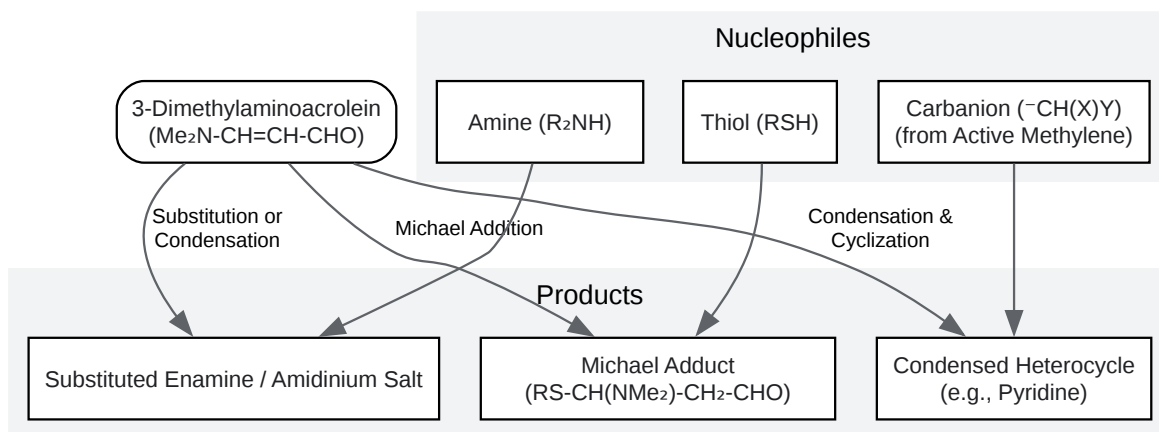 Nucleophiles
3-Dimethylaminoacrolein
(Me₂N-CH=CH-CHO)
Amine (R₂NH)
Thiol (RSH)
Carbanion (⁻CH(X)Y)
(from Active Methylene)
Substitution or
Condensation
Michael Addition
Condensation &
Cyclization
Products
Substituted Enamine / Amidinium Salt
Michael Adduct
(RS-CH(NMe₂)-CH₂-CHO)
Condensed Heterocycle
(e.g., Pyridine)